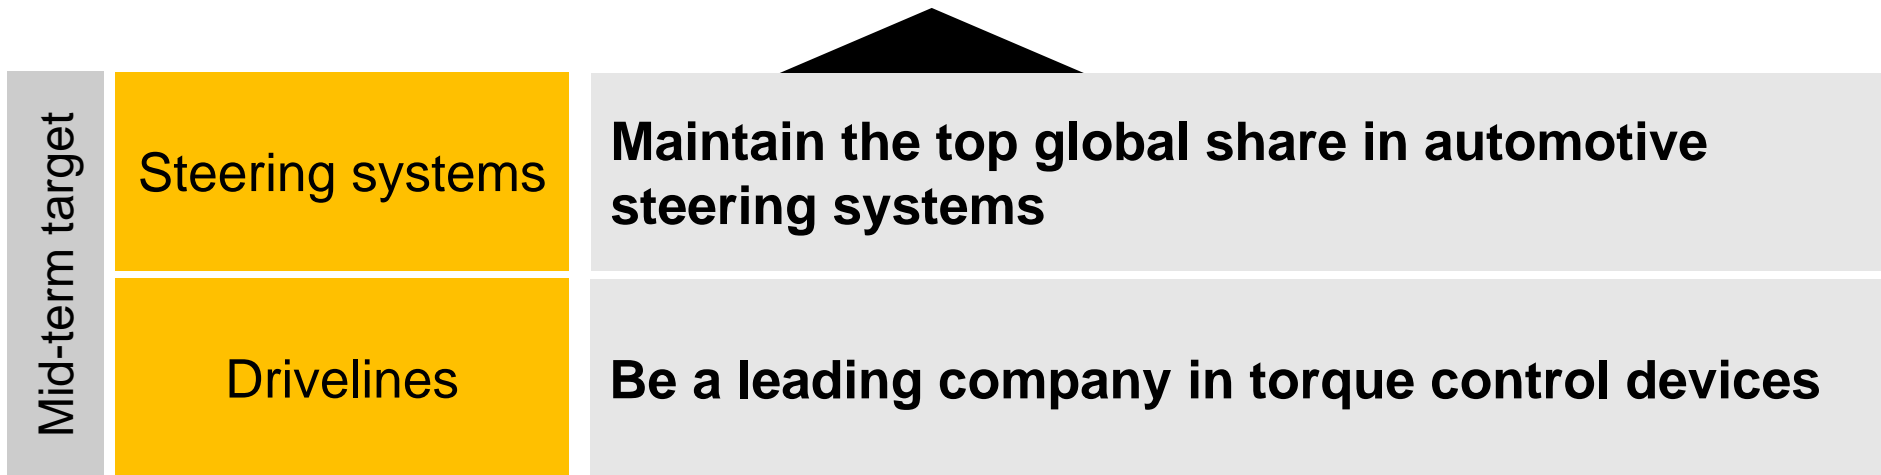 Mid-term target
Steering systems
Maintain the top global share in automotive
steering systems
Drivelines
Be a leading company in torque control devices